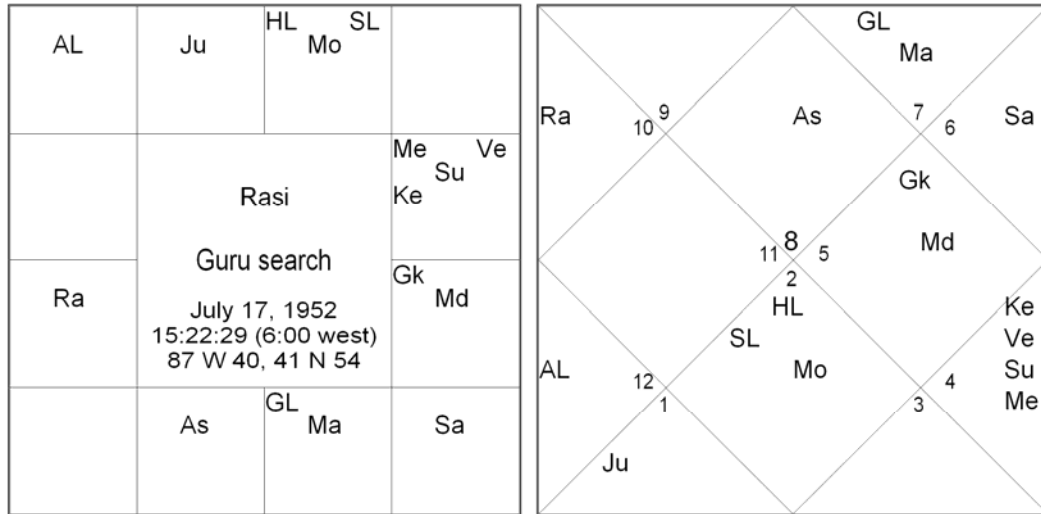 AL Ju HL SL
Mo
Me Ve
Su
Ke
Rasi
Guru search
July 17, 1952
15:22:29 (6:00 west)
87 W 40, 41 N 54
Ra
Gk
Md
As
GL
Ma
Sa
GL
Ma
Ra
9
10
As
7
6
Sa
Gk
Md
8
11 5
2
HL
SL
Mo
Ke
Ve
Su
Me
AL
12
1
4
3
Ju